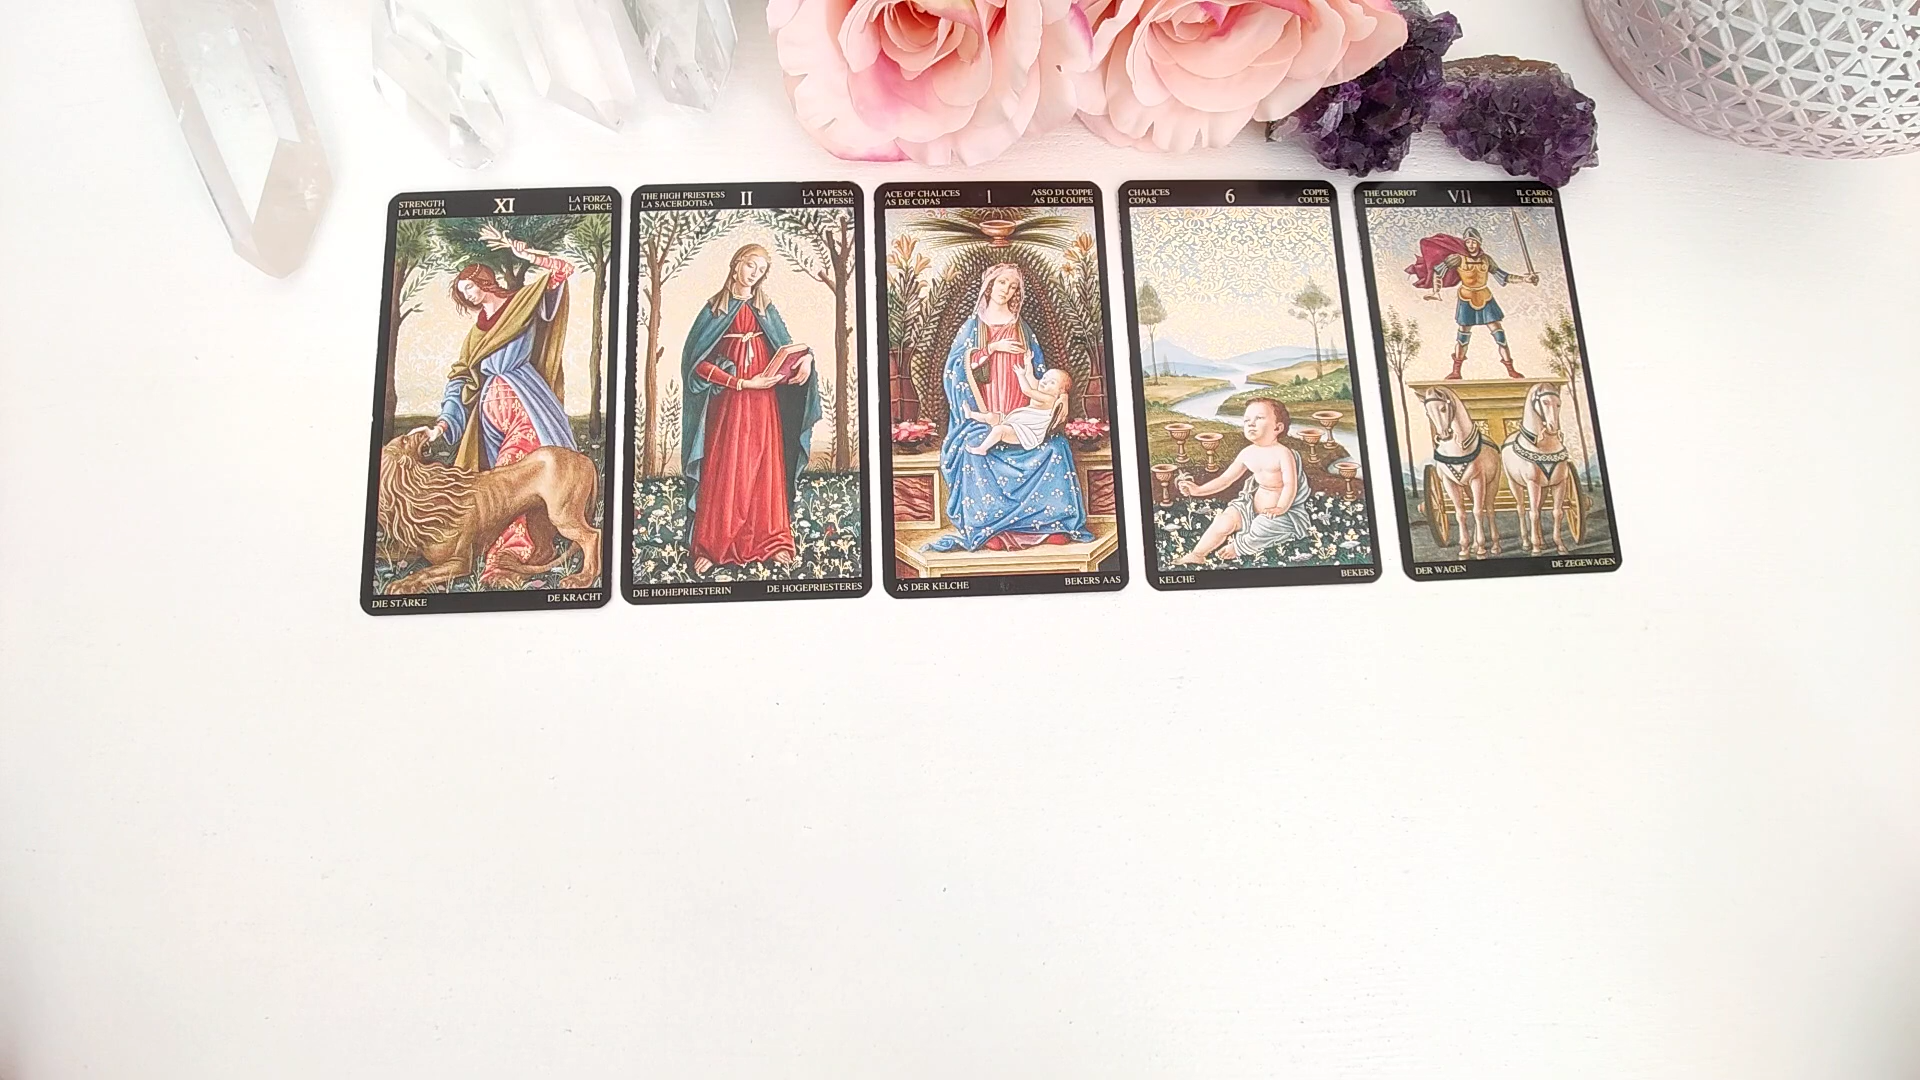 STRENGTH
LA FUERZA
XI
LA FORZA
LA FORCE
DIE STÄRKE
DE KRACHT
THE HIGH PRIESTESS
LA SACERDOTISA
II
LA PAPESSA
LA PAPESSE
DIE HOHEPRIESTERIN
DE HOGEPRIESTERES
ACE OF CHALICES
AS DE COPAS
I
ASSO DI COPPE
AS DE COUPES
AS DER KELCHE
BEKERS AAS
CHALICES
COPAS
6
COPPE
COUPES
KELCHE
BEKERS
THE CHARIOT
EL CARRO
VII
IL CARRO
LE CHAR
DER WAGEN
DE ZEGEWAGEN